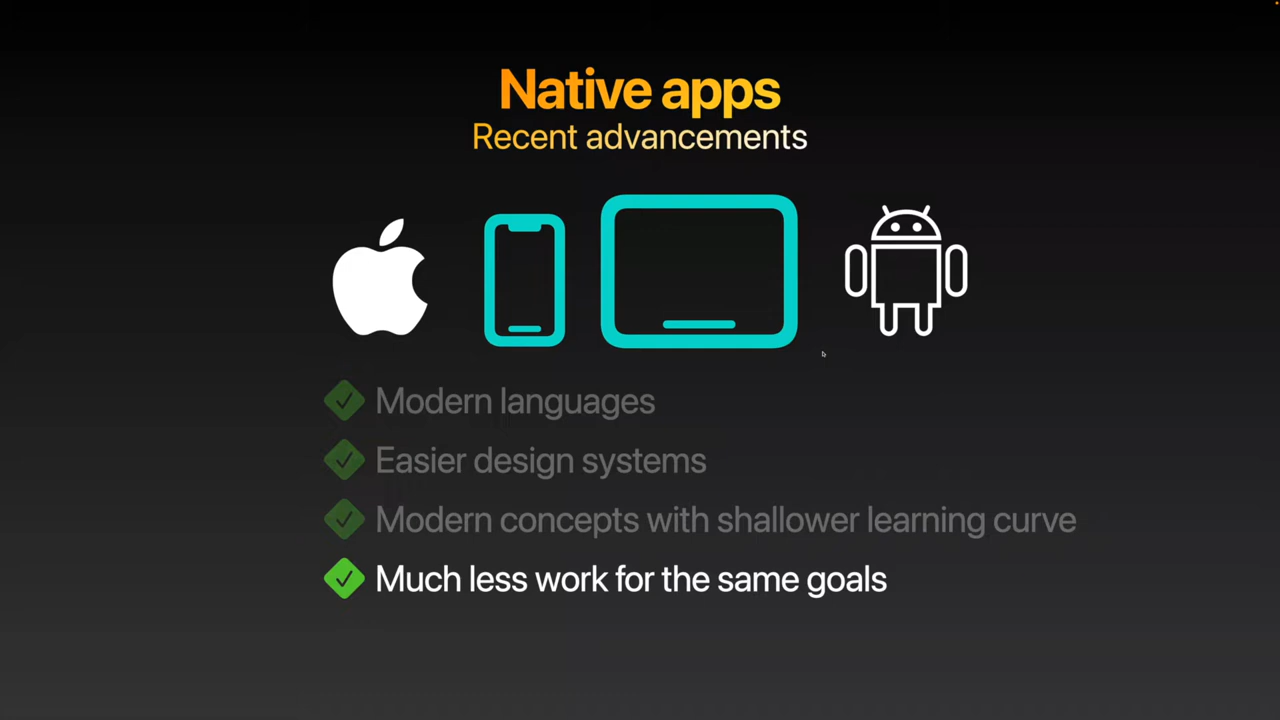 Native apps
Recent advancements
Modern languages
Easier design systems
Modern concepts with shallower learning curve
Much less work for the same goals